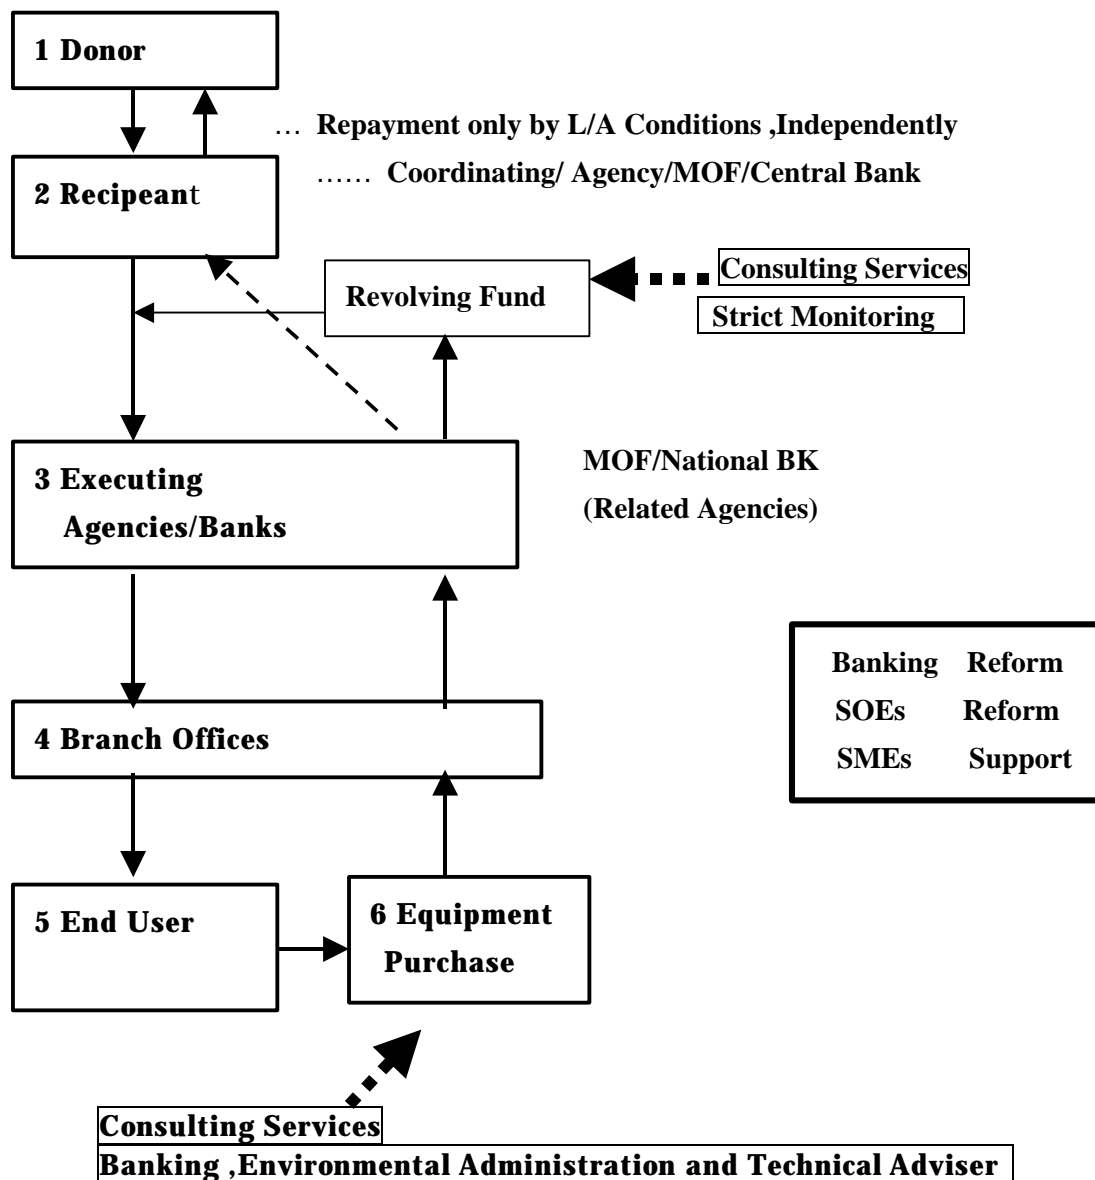 1 Donor
… Repayment only by L/A Conditions ,Independently
…… Coordinating/ Agency/MOF/Central Bank
2 Recipeant
Consulting Services
Revolving Fund
Strict Monitoring
3 Executing
Agencies/Banks
MOF/National BK
(Related Agencies)
Banking Reform
SOEs Reform
SMEs Support
4 Branch Offices
5 End User
6 Equipment
Purchase
Consulting Services
Banking ,Environmental Administration and Technical Adviser